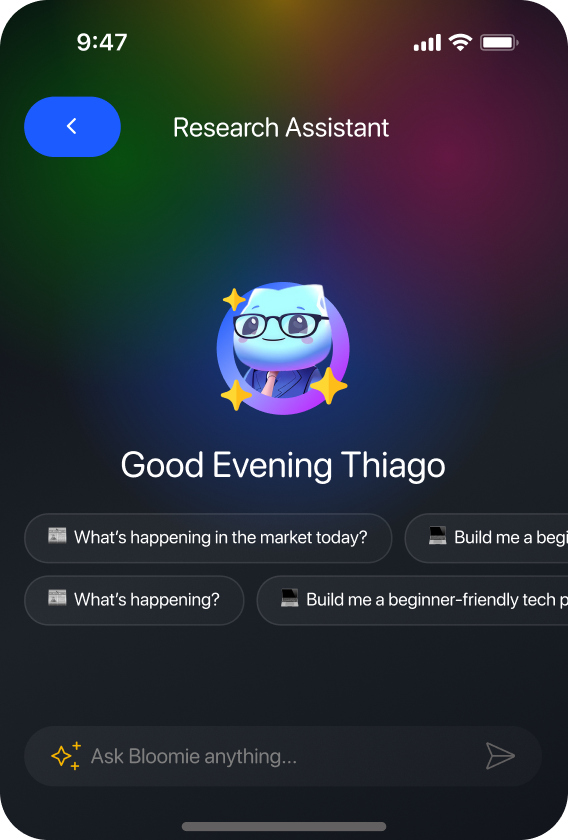 9:47
Research Assistant
Good Evening Thiago
What's happening in the market today?
Build me a begi
What's happening?
Build me a beginner-friendly tech p
Ask Bloomie anything...